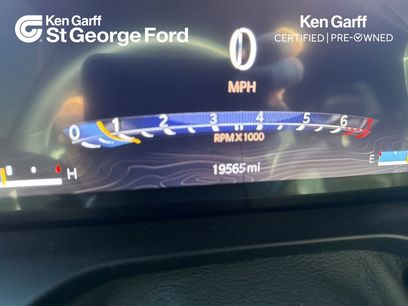 Ken Garff
St George Ford
Ken Garff
CERTIFIED | PRE-OWNED
0
MPH
0 1 2 3 4 5 6
RPM X 1000
H
E
19565 mi